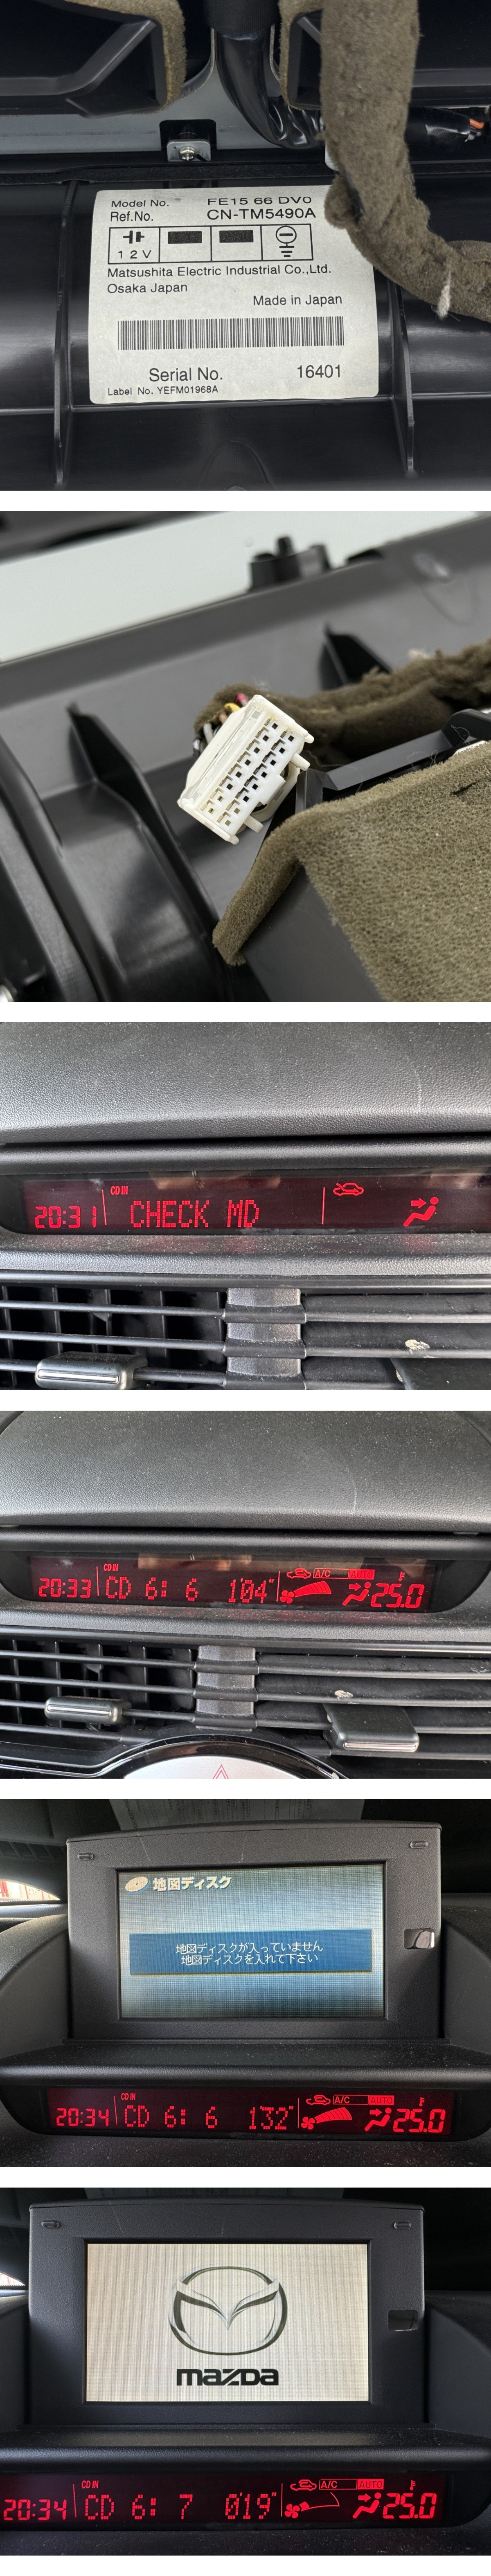 Model No. FE15 66 DV0
Ref.No. CN-TM5490A
12V
Matsushita Electric Industrial Co.,Ltd.
Osaka Japan
Made in Japan
Serial No. 16401
Label No. YEFM01968A
CD IN
20:31 CHECK MD
CD IN
A/C AUTO
20:33 CD 6: 6 1'04" 25.0
地図ディスク
地図ディスクが入っていません
地図ディスクを入れて下さい
CD IN
A/C AUTO
20:34 CD 6: 6 1'32" 25.0
mazda
CD IN
A/C AUTO
20:34 CD 6: 7 0'19" 25.0